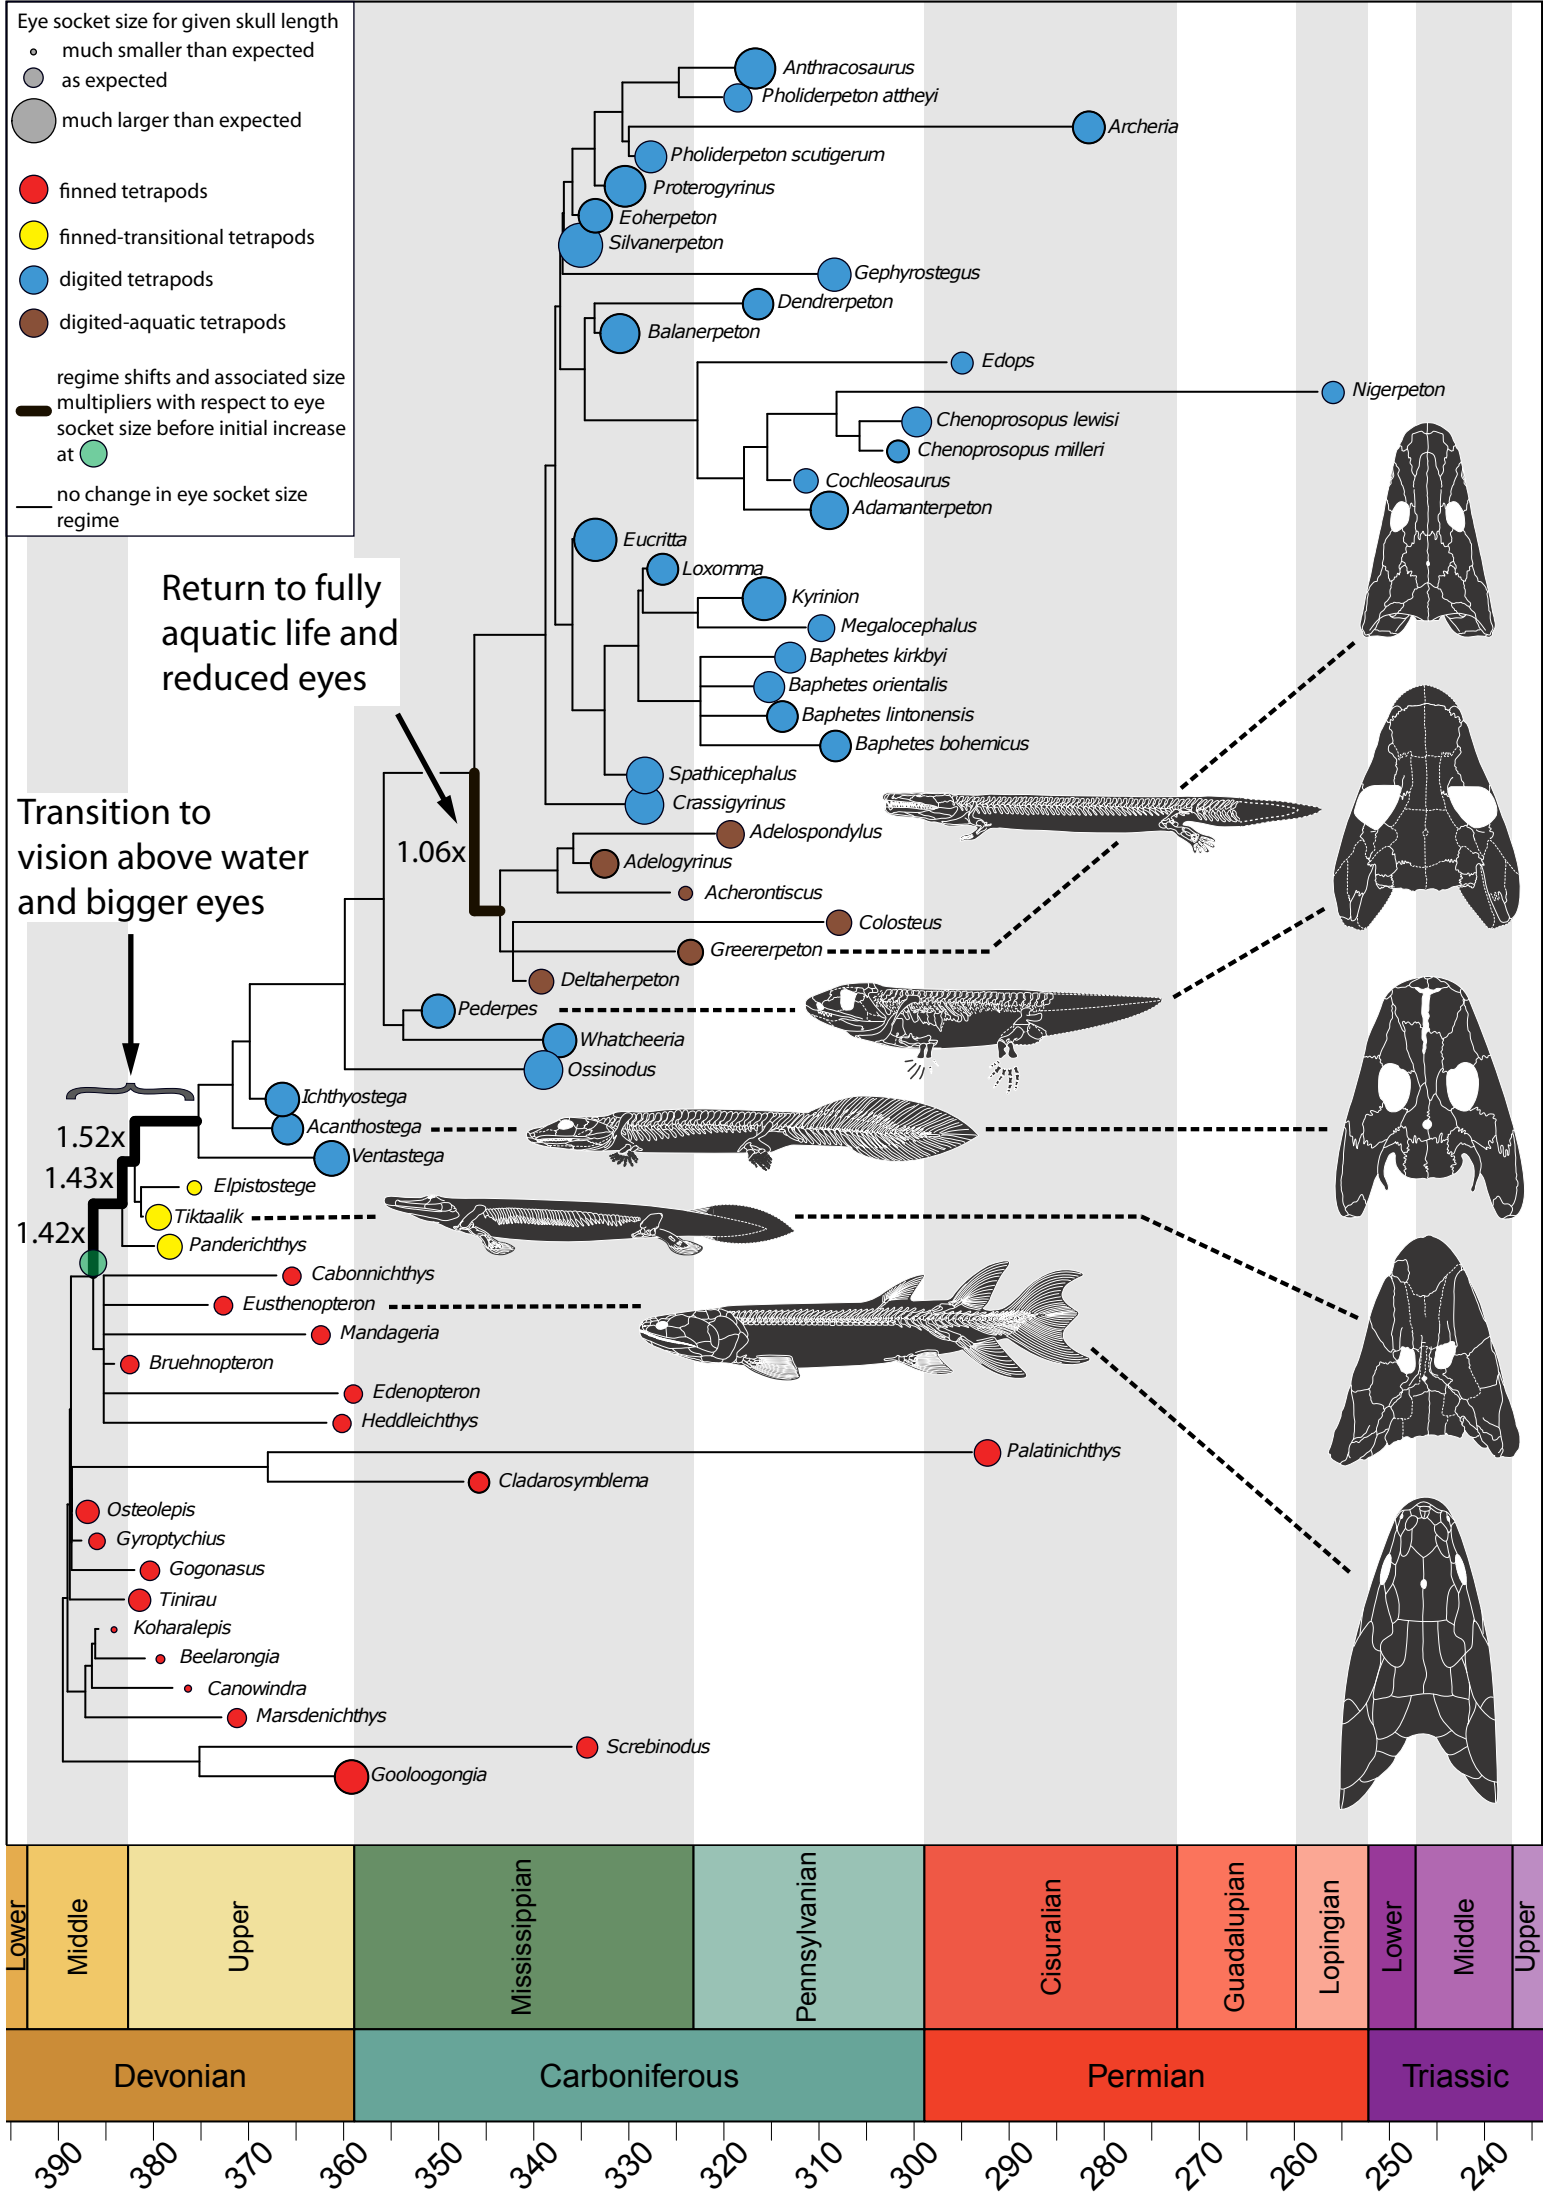 Eye socket size for given skull length
much smaller than expected
as expected
much larger than expected
finned tetrapods
finned-transitional tetrapods
digited tetrapods
digited-aquatic tetrapods
regime shifts and associated size
multipliers with respect to eye
socket size before initial increase
at
no change in eye socket size
regime
Anthracosaurus
Pholiderpeton attheyi
Archeria
Pholiderpeton scutigerum
Proterogyrinus
Eoherpeton
Silvanerpeton
Gephyrostegus
Dendrerpeton
Balanerpeton
Edops
Nigerpeton
Chenoprosopus lewisi
Chenoprosopus milleri
Cochleosaurus
Adamanterpeton
Eucritta
Loxomma
Kyrinion
Megalocephalus
Baphetes kirkbyi
Baphetes orientalis
Baphetes lintonensis
Baphetes bohemicus
Spathicephalus
Crassigyrinus
Return to fully
aquatic life and
reduced eyes
1.06x
Adelospondylus
Adelogyrinus
Acherontiscus
Colosteus
Greererpeton
Deltaherpeton
Pederpes
Whatcheeria
Ossinodus
Transition to
vision above water
and bigger eyes
Ichthyostega
Acanthostega
Ventastega
1.52x
1.43x
1.42x
Elpistostege
Tiktaalik
Panderichthys
Cabonnichthys
Eusthenopteron
Mandageria
Bruehnopteron
Edenopteron
Heddleichthys
Palatinichthys
Cladarosymblema
Osteolepis
Gyroptychius
Gogonasus
Tinirau
Koharalepis
Beelarongia
Canowindra
Marsdenichthys
Screbinodus
Gooloogongia
Lower
Middle
Upper
Mississippian
Pennsylvanian
Cisuralian
Guadalupian
Lopingian
Lower
Middle
Upper
Devonian
Carboniferous
Permian
Triassic
390
380
370
360
350
340
330
320
310
300
290
280
270
260
250
240